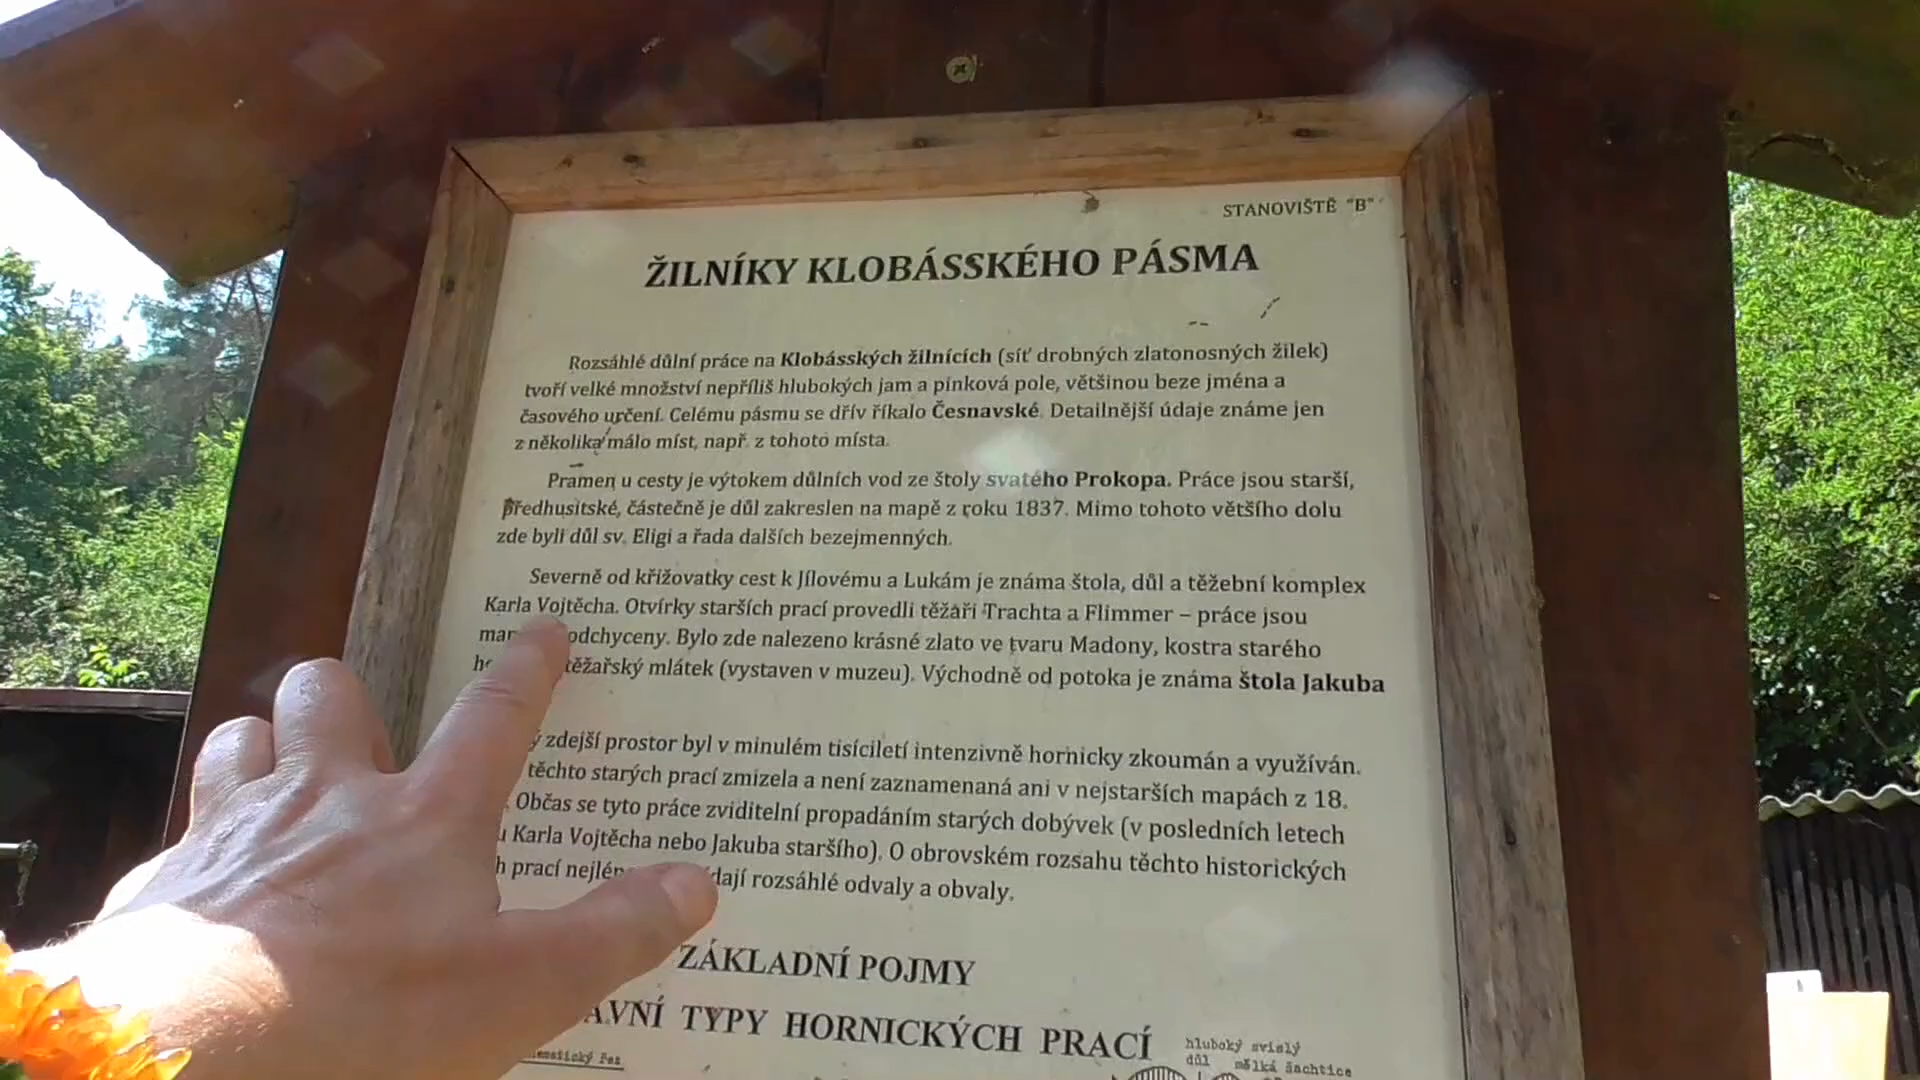 STANOVIŠTĚ "B"
ŽILNÍKY KLOBÁSSKÉHO PÁSMA
Rozsáhlé důlní práce na Klobásských žilnících (síť drobných zlatonosných žilek)
tvoří velké množství nepříliš hlubokých jam a pinková pole, většinou beze jména a
časového určení. Celému pásmu se dřív říkalo Česnavské. Detailnější údaje známe jen
z několika málo míst, např. z tohoto místa.
Pramen u cesty je výtokem důlních vod ze štoly svatého Prokopa. Práce jsou starší,
předhusitské, částečně je důl zakreslen na mapě z roku 1837. Mimo tohoto většího dolu
zde byli důl sv. Eligi a řada dalších bezejmenných.
Severně od křižovatky cest k Jílovému a Lukám je známa štola, důl a těžební komplex
Karla Vojtěcha. Otvírky starších prací provedli těžaři Trachta a Flimmer – práce jsou
odchyceny. Bylo zde nalezeno krásné zlato ve tvaru Madony, kostra starého
těžařský mlátek (vystaven v muzeu). Východně od potoka je známa štola Jakuba
zdejší prostor byl v minulém tisíciletí intenzivně hornicky zkoumán a využíván.
těchto starých prací zmizela a není zaznamenaná ani v nejstarších mapách z 18.
Občas se tyto práce zviditelní propadáním starých dobývek (v posledních letech
Karla Vojtěcha nebo Jakuba staršího). O obrovském rozsahu těchto historických
prací rozsáhlé odvaly a obvaly.
ZÁKLADNÍ POJMY
TYPY HORNICKÝCH PRACÍ
hluboký svislý
důl mělká šachtice
Řez